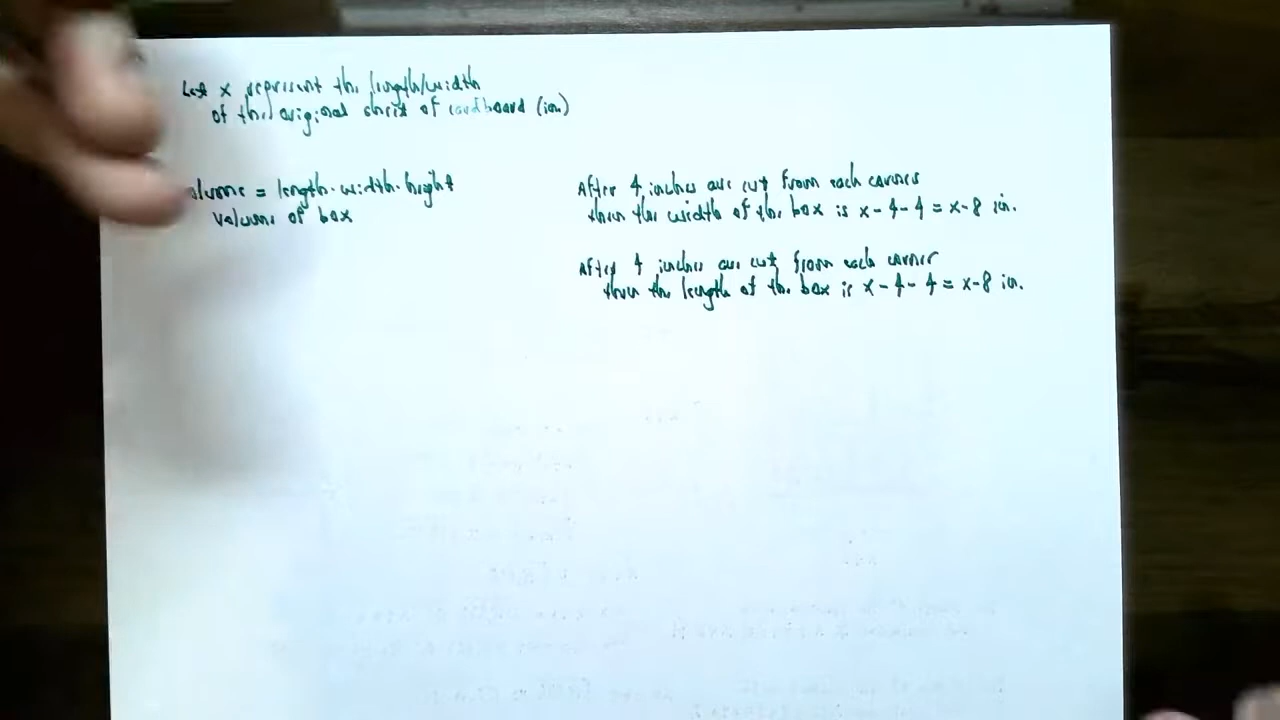 Let x represent the length/width
of the original sheet of cardboard (in.)
volume = length·width·height
volume of box
After 4 inches are cut from each corner
then the width of the box is x-4-4 = x-8 in.
After 4 inches are cut from each corner
then the length of the box is x-4-4 = x-8 in.